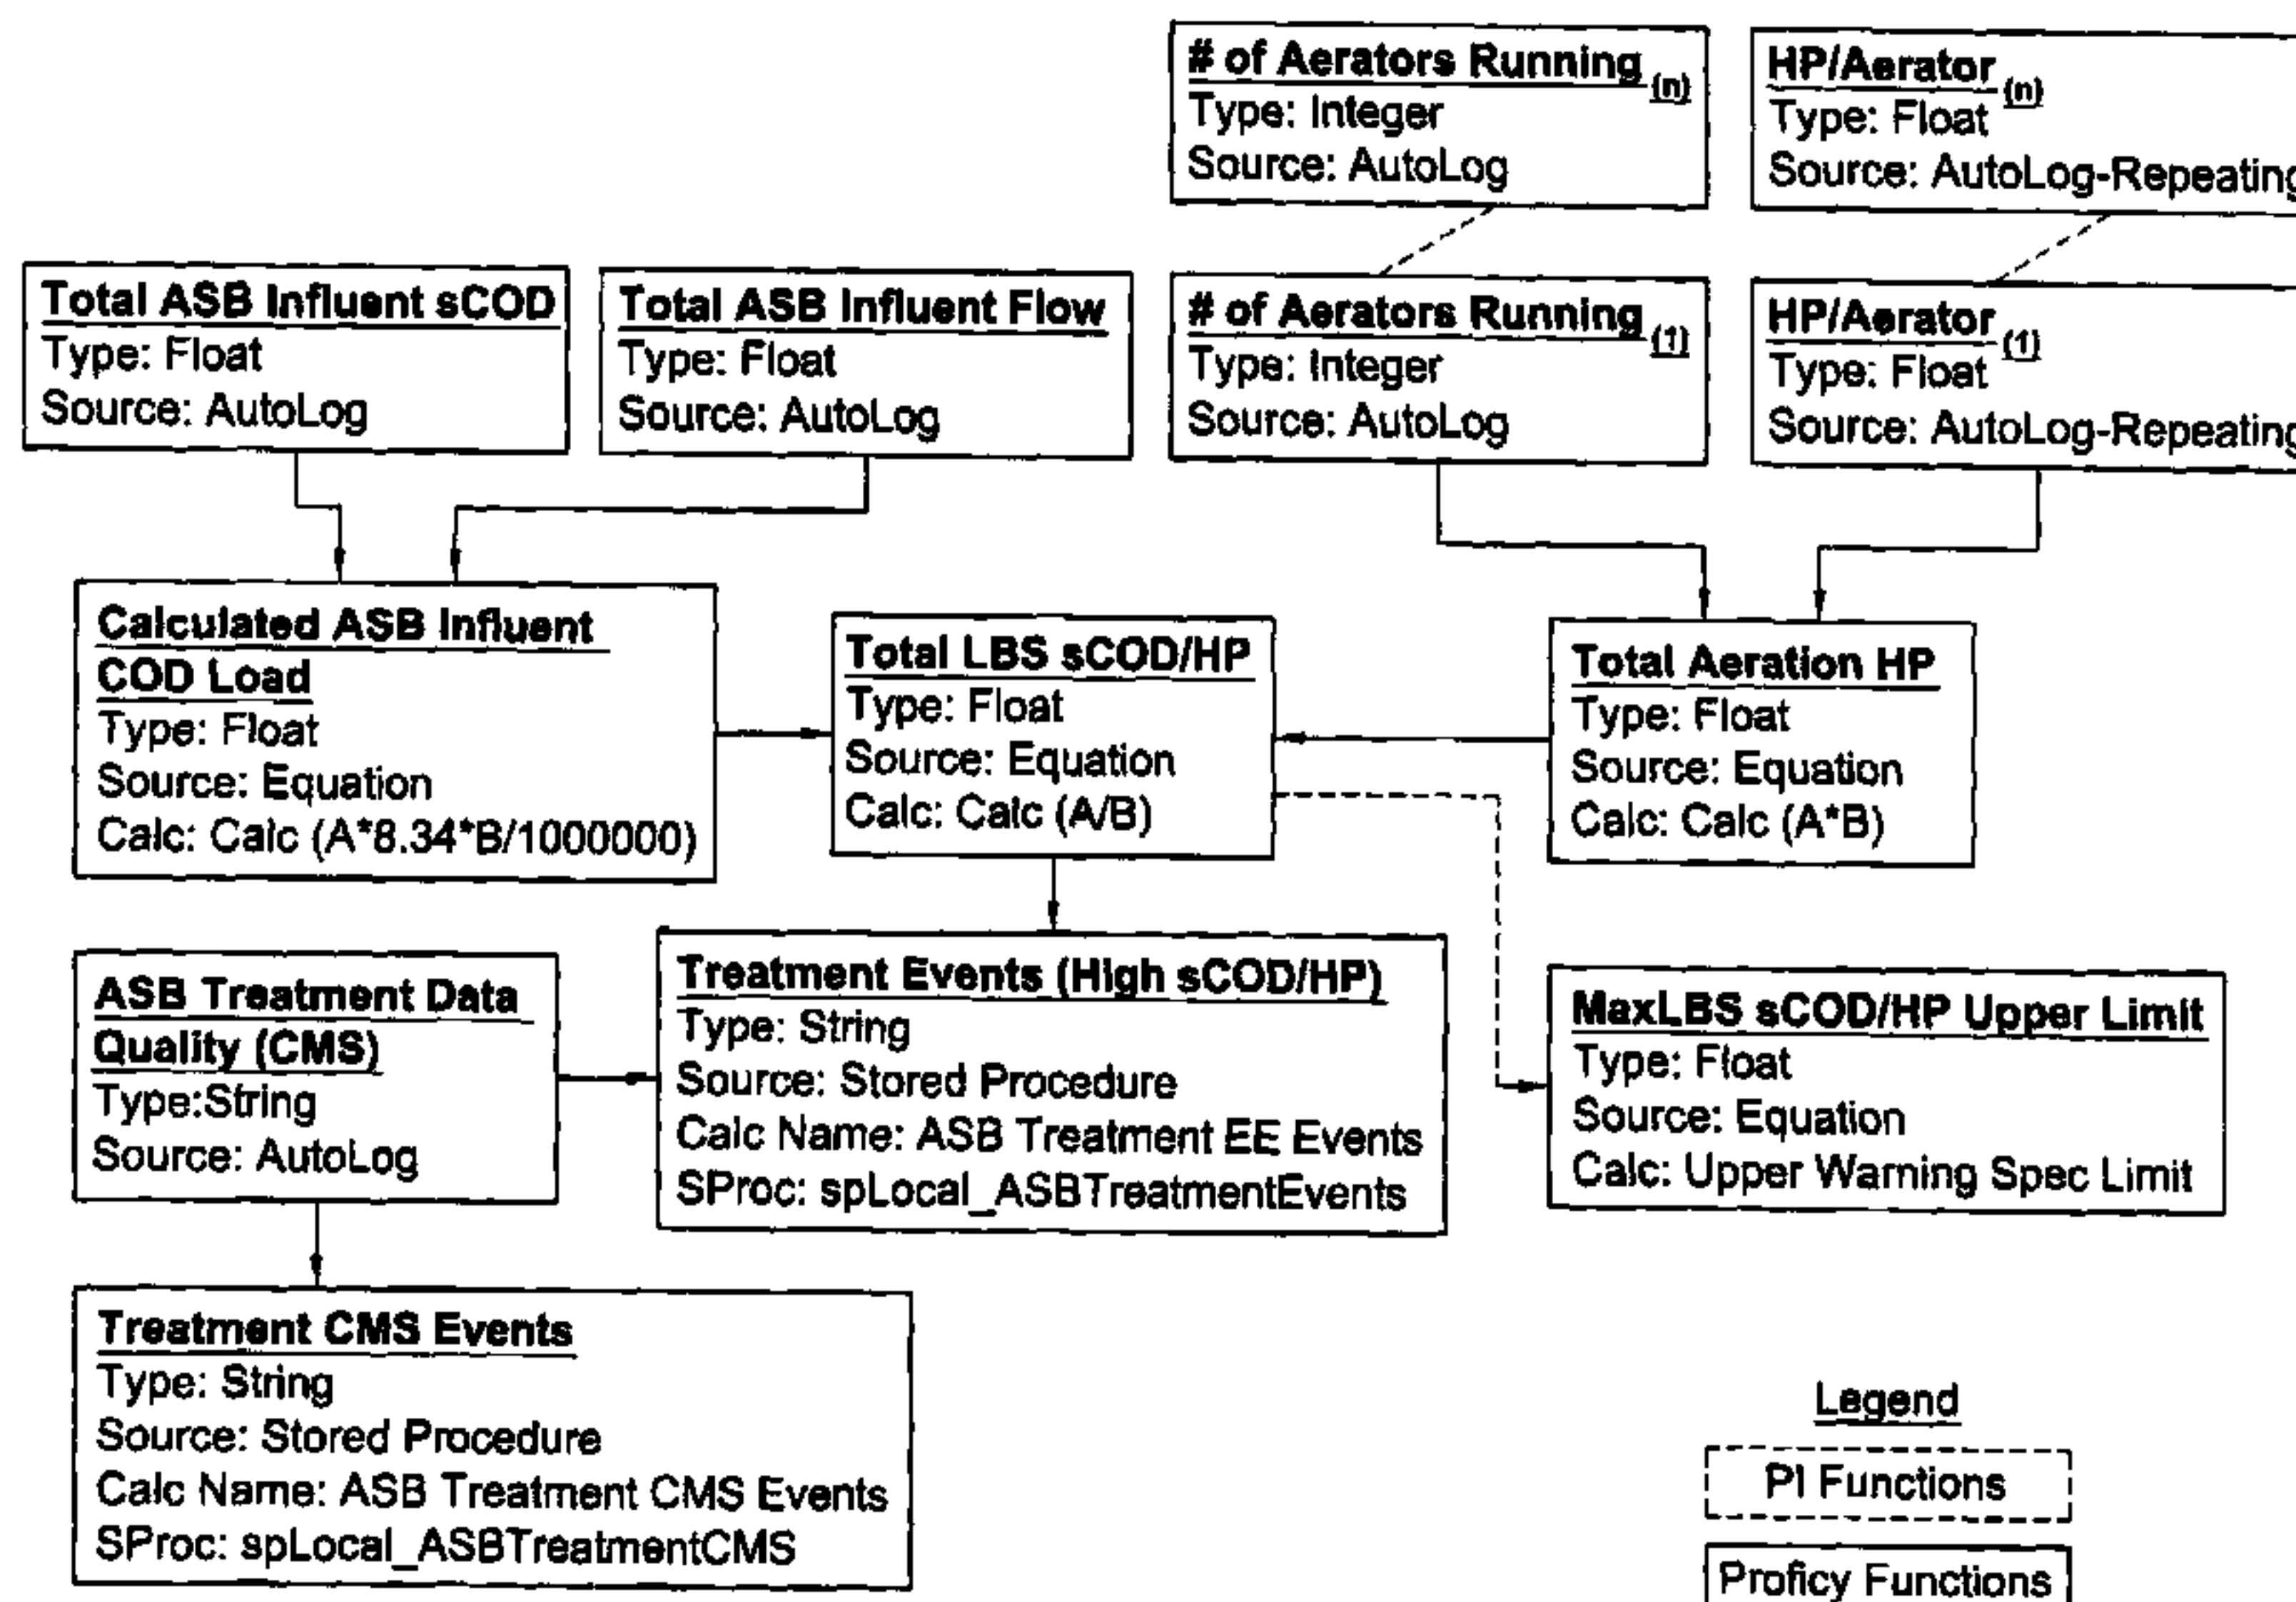 # of Aerators Running (n)
Type: Integer
Source: AutoLog
HP/Aerator (n)
Type: Float
Source: AutoLog-Repeating
Total ASB Influent sCOD
Type: Float
Source: AutoLog
Total ASB Influent Flow
Type: Float
Source: AutoLog
# of Aerators Running (1)
Type: Integer
Source: AutoLog
HP/Aerator (1)
Type: Float
Source: AutoLog-Repeating
Calculated ASB Influent
COD Load
Type: Float
Source: Equation
Calc: Calc (A*8.34*B/1000000)
Total LBS sCOD/HP
Type: Float
Source: Equation
Calc: Calc (A/B)
Total Aeration HP
Type: Float
Source: Equation
Calc: Calc (A*B)
ASB Treatment Data
Quality (CMS)
Type:String
Source: AutoLog
Treatment Events (High sCOD/HP)
Type: String
Source: Stored Procedure
Calc Name: ASB Treatment EE Events
SProc: spLocal_ASBTreatmentEvents
MaxLBS sCOD/HP Upper Limit
Type: Float
Source: Equation
Calc: Upper Warning Spec Limit
Treatment CMS Events
Type: String
Source: Stored Procedure
Calc Name: ASB Treatment CMS Events
SProc: spLocal_ASBTreatmentCMS
Legend
PI Functions
Proficy Functions